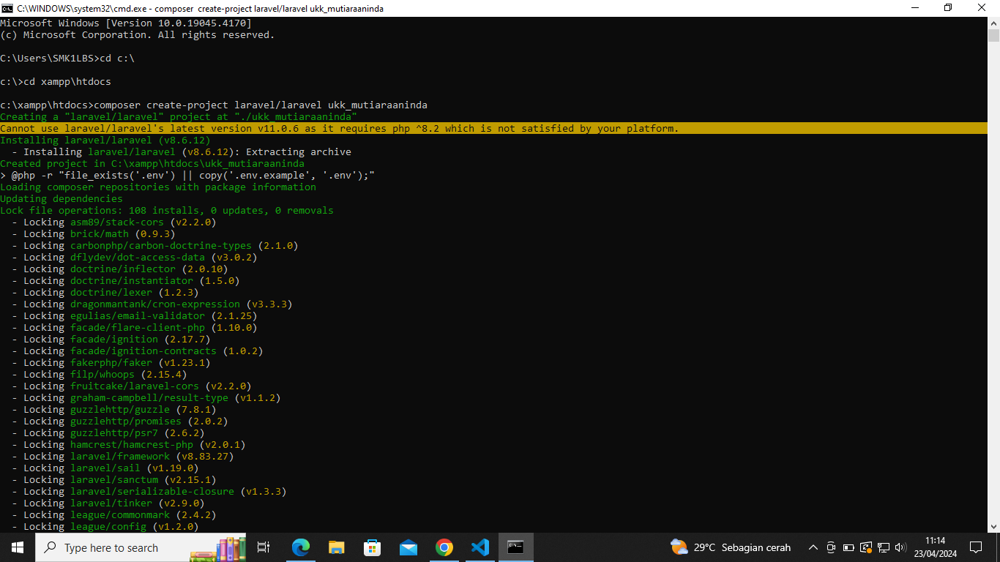 C:\WINDOWS\system32\cmd.exe - composer create-project laravel/laravel ukk_mutiaraaninda
Microsoft Windows [Version 10.0.19045.4170]
(c) Microsoft Corporation. All rights reserved.
C:\Users\SMK1LBS>cd c:\
c:\>cd xampp\htdocs
c:\xampp\htdocs>composer create-project laravel/laravel ukk_mutiaraaninda
Creating a "laravel/laravel" project at "./ukk_mutiaraaninda"
Cannot use laravel/laravel's latest version v11.0.6 as it requires php ^8.2 which is not satisfied by your platform.
Installing laravel/laravel (v8.6.12)
- Installing laravel/laravel (v8.6.12): Extracting archive
Created project in C:\xampp\htdocs\ukk_mutiaraaninda
> @php -r "file_exists('.env') || copy('.env.example', '.env');"
Loading composer repositories with package information
Updating dependencies
Lock file operations: 108 installs, 0 updates, 0 removals
- Locking asm89/stack-cors (v2.2.0)
- Locking brick/math (0.9.3)
- Locking carbonphp/carbon-doctrine-types (2.1.0)
- Locking dflydev/dot-access-data (v3.0.2)
- Locking doctrine/inflector (2.0.10)
- Locking doctrine/instantiator (1.5.0)
- Locking doctrine/lexer (1.2.3)
- Locking dragonmantank/cron-expression (v3.3.3)
- Locking egulias/email-validator (2.1.25)
- Locking facade/flare-client-php (1.10.0)
- Locking facade/ignition (2.17.7)
- Locking facade/ignition-contracts (1.0.2)
- Locking fakerphp/faker (v1.23.1)
- Locking filp/whoops (2.15.4)
- Locking fruitcake/laravel-cors (v2.2.0)
- Locking graham-campbell/result-type (v1.1.2)
- Locking guzzlehttp/guzzle (7.8.1)
- Locking guzzlehttp/promises (2.0.2)
- Locking guzzlehttp/psr7 (2.6.2)
- Locking hamcrest/hamcrest-php (v2.0.1)
- Locking laravel/framework (v8.83.27)
- Locking laravel/sail (v1.19.0)
- Locking laravel/sanctum (v2.15.1)
- Locking laravel/serializable-closure (v1.3.3)
- Locking laravel/tinker (v2.9.0)
- Locking league/commonmark (2.4.2)
- Locking league/config (v1.2.0)
Type here to search
29°C Sebagian cerah
11:14
23/04/2024